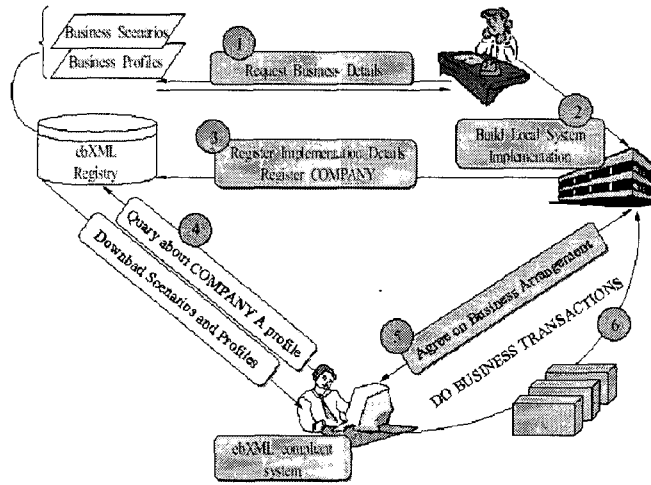 Business Scenarios
Business Profiles
1
Request Business Details
2
Build Local System
Implementation
3
Register Implementation Details
Register COMPANY
ebXML
Registry
4
Quary about COMPANY A profile
Download Scenarios and Profiles
5
Agree on Business Arrangement
DO BUSINESS TRANSACTIONS
6
ebXML compliant
system